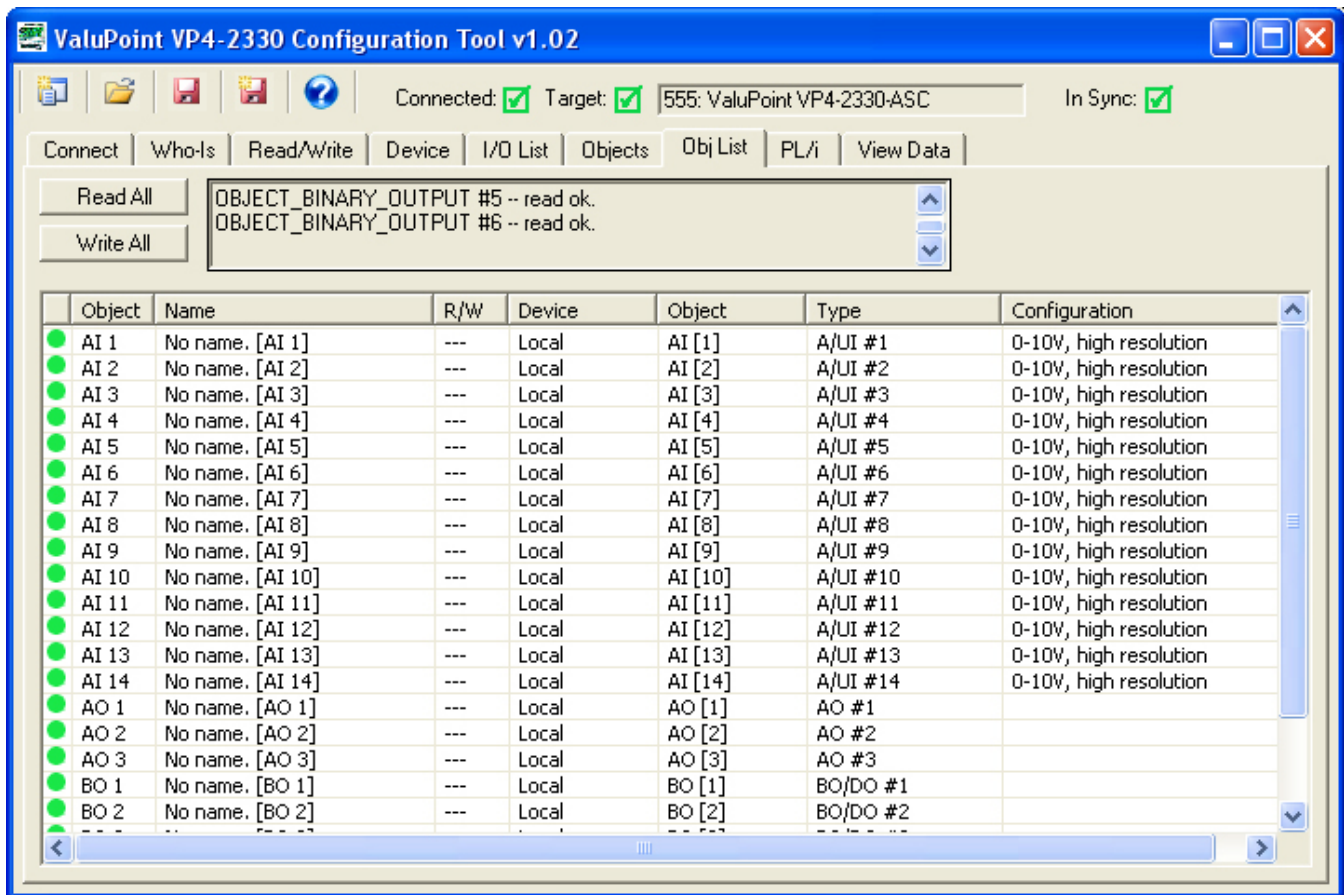 ValuPoint VP4-2330 Configuration Tool v1.02
Connected: Target: 555: ValuPoint VP4-2330-ASC In Sync:
Connect Who-Is Read/Write Device I/O List Objects Obj List PL/i View Data
Read All
Write All
OBJECT_BINARY_OUTPUT #5 -- read ok.
OBJECT_BINARY_OUTPUT #6 -- read ok.
Object Name R/W Device Object Type Configuration
AI 1 No name. [AI 1] --- Local AI [1] A/UI #1 0-10V, high resolution
AI 2 No name. [AI 2] --- Local AI [2] A/UI #2 0-10V, high resolution
AI 3 No name. [AI 3] --- Local AI [3] A/UI #3 0-10V, high resolution
AI 4 No name. [AI 4] --- Local AI [4] A/UI #4 0-10V, high resolution
AI 5 No name. [AI 5] --- Local AI [5] A/UI #5 0-10V, high resolution
AI 6 No name. [AI 6] --- Local AI [6] A/UI #6 0-10V, high resolution
AI 7 No name. [AI 7] --- Local AI [7] A/UI #7 0-10V, high resolution
AI 8 No name. [AI 8] --- Local AI [8] A/UI #8 0-10V, high resolution
AI 9 No name. [AI 9] --- Local AI [9] A/UI #9 0-10V, high resolution
AI 10 No name. [AI 10] --- Local AI [10] A/UI #10 0-10V, high resolution
AI 11 No name. [AI 11] --- Local AI [11] A/UI #11 0-10V, high resolution
AI 12 No name. [AI 12] --- Local AI [12] A/UI #12 0-10V, high resolution
AI 13 No name. [AI 13] --- Local AI [13] A/UI #13 0-10V, high resolution
AI 14 No name. [AI 14] --- Local AI [14] A/UI #14 0-10V, high resolution
AO 1 No name. [AO 1] --- Local AO [1] AO #1
AO 2 No name. [AO 2] --- Local AO [2] AO #2
AO 3 No name. [AO 3] --- Local AO [3] AO #3
BO 1 No name. [BO 1] --- Local BO [1] BO/DO #1
BO 2 No name. [BO 2] --- Local BO [2] BO/DO #2